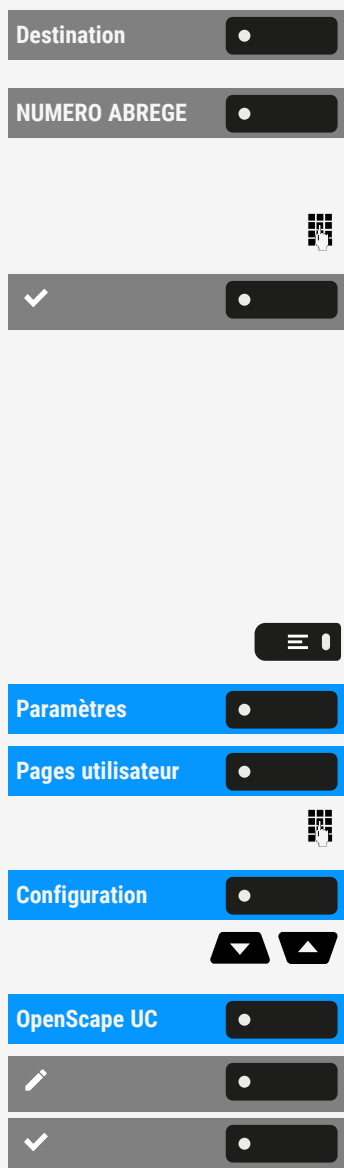 Destination
NUMERO ABREGE
Paramètres
Pages utilisateur
Configuration
OpenScape UC